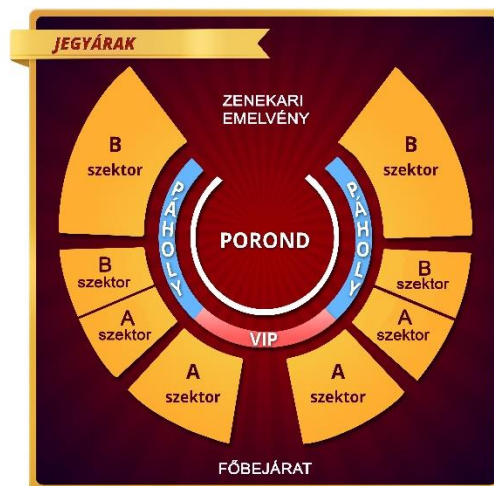 JEGYÁRAK
ZENEKARI
EMELVÉNY
B
szektor
B
szektor
PÁHOLY
POROND
PÁHOLY
B
szektor
B
szektor
A
szektor
A
szektor
VIP
A
szektor
A
szektor
FŐBEJÁRAT